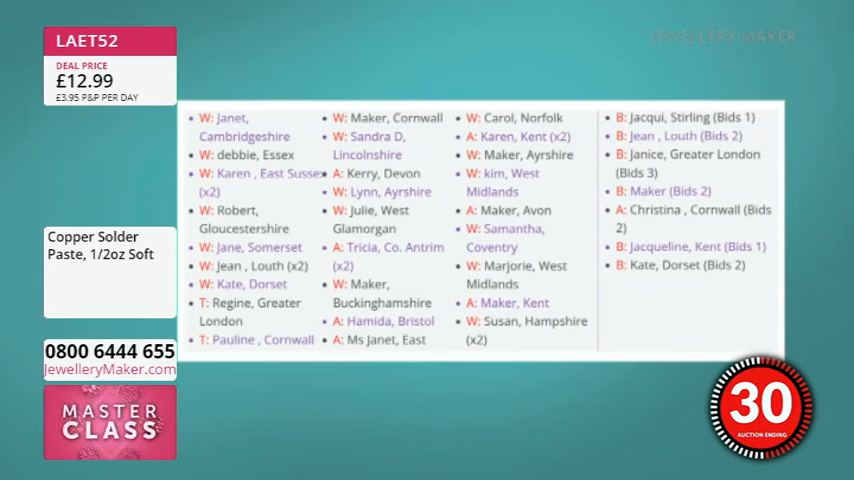 LAET52
DEAL PRICE
£12.99
£3.95 P&P PER DAY
JEWELLERY MAKER
W: Janet,
Cambridgeshire
W: debbie, Essex
W: Karen , East Sussex
(x2)
W: Robert,
Gloucestershire
W: Jane, Somerset
W: Jean , Louth (x2)
W: Kate, Dorset
T: Regine, Greater
London
T: Pauline , Cornwall
W: Maker, Cornwall
W: Sandra D,
Lincolnshire
A: Kerry, Devon
W: Lynn, Ayrshire
W: Julie, West
Glamorgan
A: Tricia, Co. Antrim
(x2)
W: Maker,
Buckinghamshire
A: Hamida, Bristol
A: Ms Janet, East
W: Carol, Norfolk
A: Karen, Kent (x2)
W: Maker, Ayrshire
W: kim, West
Midlands
A: Maker, Avon
W: Samantha,
Coventry
W: Marjorie, West
Midlands
A: Maker, Kent
W: Susan, Hampshire
(x2)
B: Jacqui, Stirling (Bids 1)
B: Jean , Louth (Bids 2)
B: Janice, Greater London
(Bids 3)
B: Maker (Bids 2)
A: Christina , Cornwall (Bids
2)
B: Jacqueline, Kent (Bids 1)
B: Kate, Dorset (Bids 2)
Copper Solder
Paste, 1/2oz Soft
0800 6444 655
JewelleryMaker.com
MASTER
CLASS
30
AUCTION ENDING